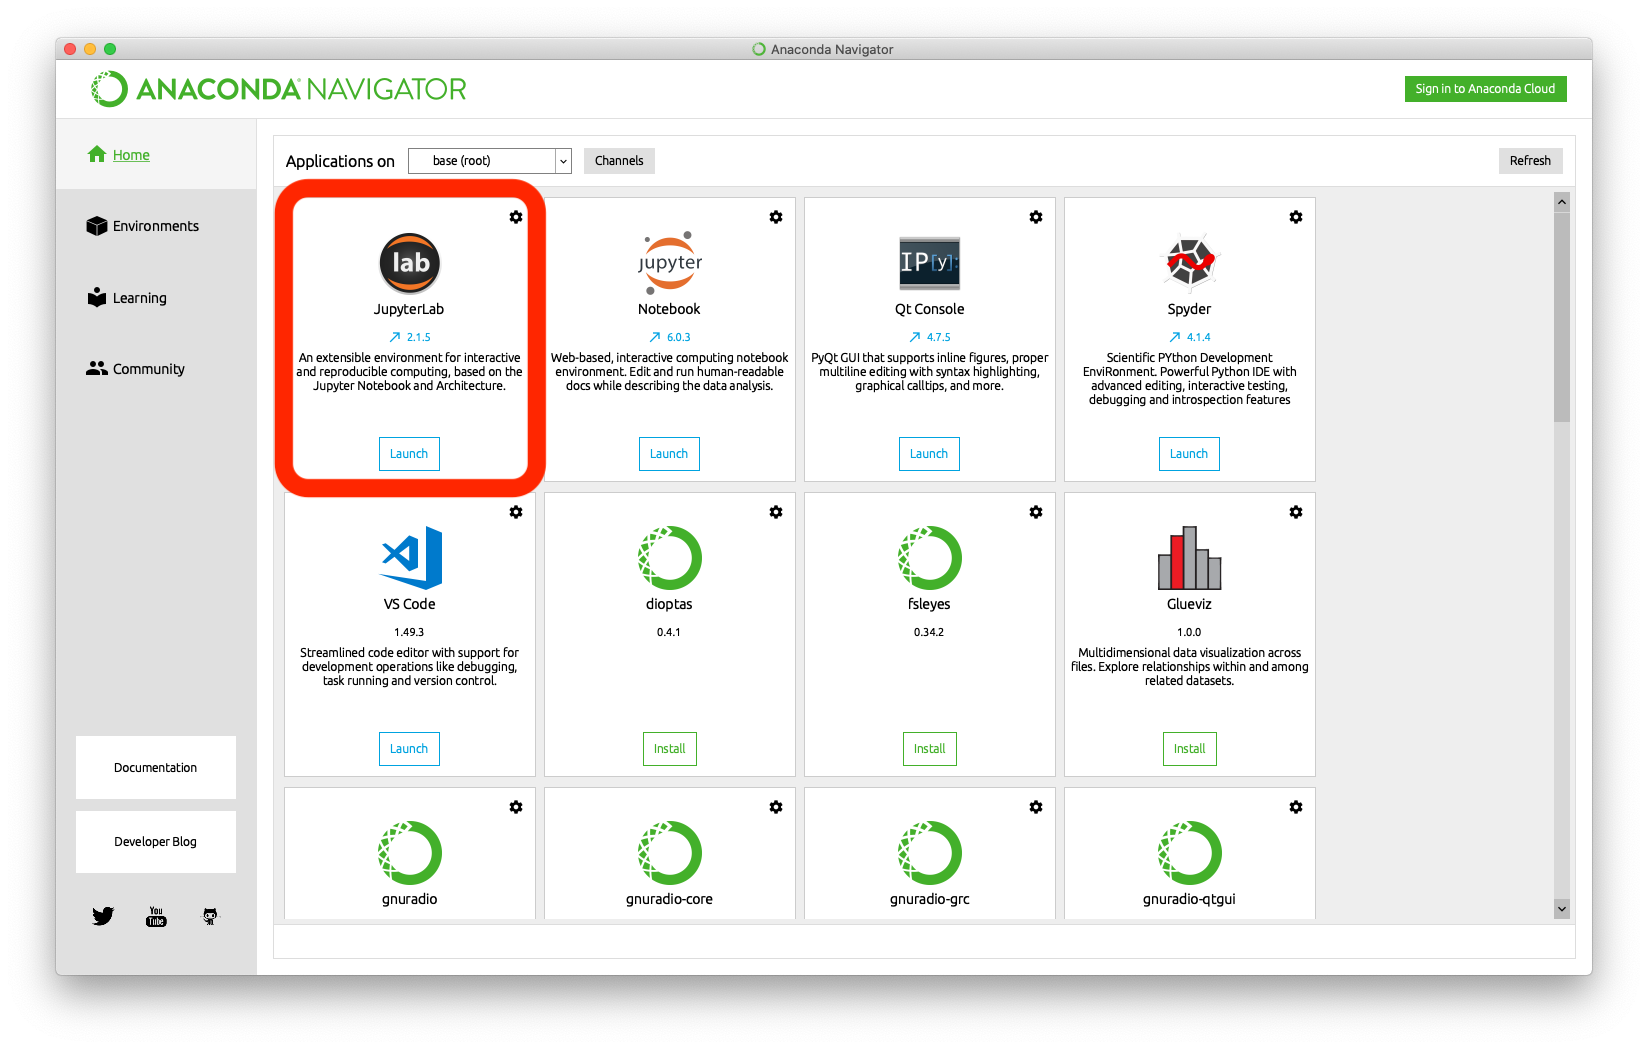 Anaconda Navigator
ANACONDA NAVIGATOR
Sign in to Anaconda Cloud
Home
Environments
Learning
Community
Documentation
Developer Blog
You
Tube
Applications on
base (root)
Channels
Refresh
lab
JupyterLab
2.1.5
An extensible environment for interactive
and reproducible computing, based on the
Jupyter Notebook and Architecture.
Launch
jupyter
Notebook
6.0.3
Web-based, interactive computing notebook
environment. Edit and run human-readable
docs while describing the data analysis.
Launch
IP[y]:
Qt Console
4.7.5
PyQt GUI that supports inline figures, proper
multiline editing with syntax highlighting,
graphical calltips, and more.
Launch
Spyder
4.1.4
Scientific PYthon Development
EnviRonment. Powerful Python IDE with
advanced editing, interactive testing,
debugging and introspection features
Launch
VS Code
1.49.3
Streamlined code editor with support for
development operations like debugging,
task running and version control.
Launch
dioptas
0.4.1
Install
fsleyes
0.34.2
Install
Glueviz
1.0.0
Multidimensional data visualization across
files. Explore relationships within and among
related datasets.
Install
gnuradio
gnuradio-core
gnuradio-grc
gnuradio-qtgui